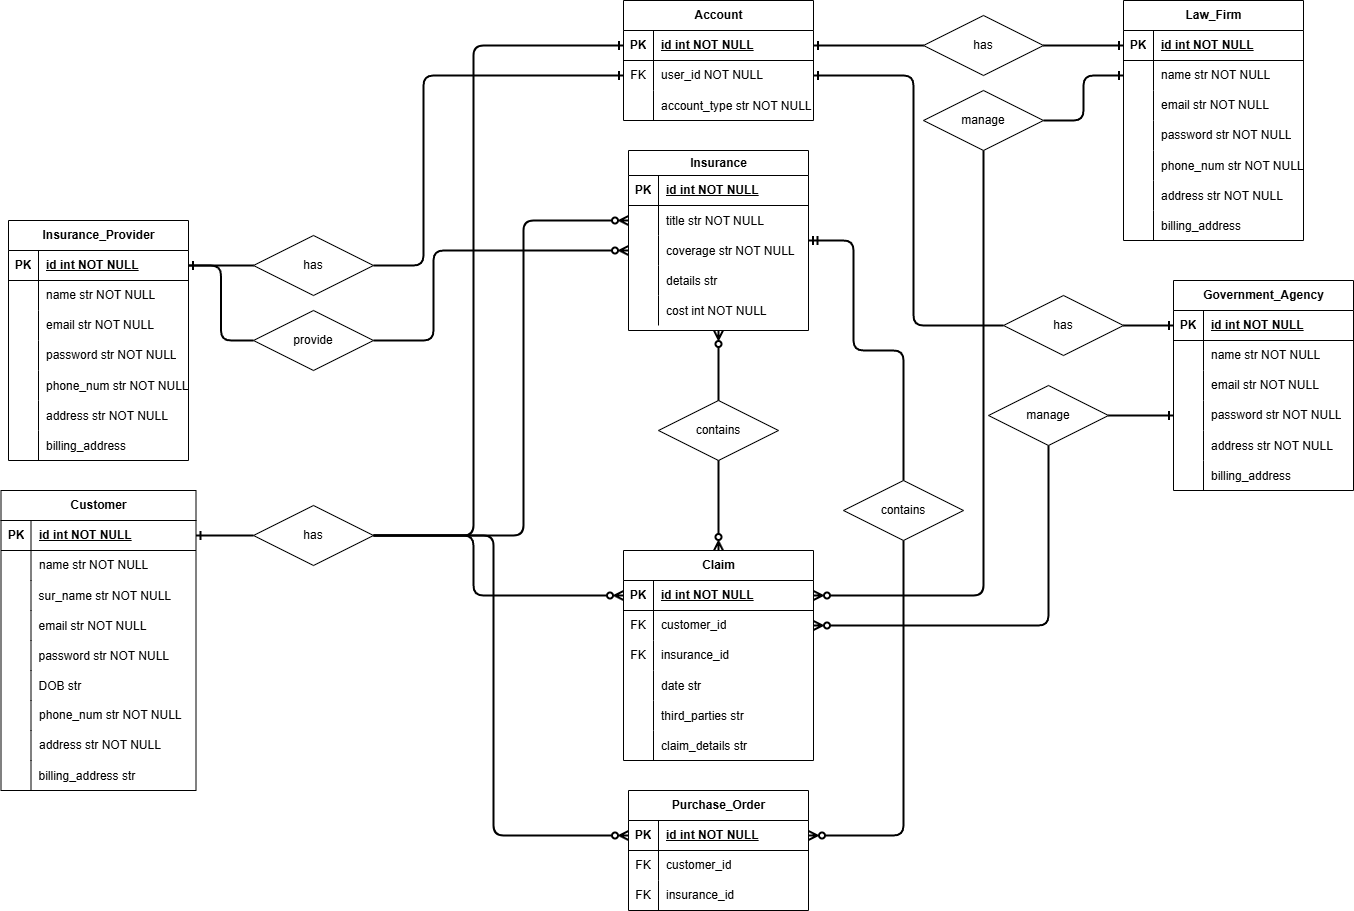 Account
PK id int NOT NULL
FK user_id NOT NULL
account_type str NOT NULL
has
manage
Law_Firm
PK id int NOT NULL
name str NOT NULL
email str NOT NULL
password str NOT NULL
phone_num str NOT NULL
address str NOT NULL
billing_address
Insurance
PK id int NOT NULL
title str NOT NULL
coverage str NOT NULL
details str
cost int NOT NULL
Insurance_Provider
PK id int NOT NULL
name str NOT NULL
email str NOT NULL
password str NOT NULL
phone_num str NOT NULL
address str NOT NULL
billing_address
has
provide
Government_Agency
PK id int NOT NULL
name str NOT NULL
email str NOT NULL
password str NOT NULL
address str NOT NULL
billing_address
has
manage
contains
contains
Customer
PK id int NOT NULL
name str NOT NULL
sur_name str NOT NULL
email str NOT NULL
password str NOT NULL
DOB str
phone_num str NOT NULL
address str NOT NULL
billing_address str
has
Claim
PK id int NOT NULL
FK customer_id
FK insurance_id
date str
third_parties str
claim_details str
Purchase_Order
PK id int NOT NULL
FK customer_id
FK insurance_id